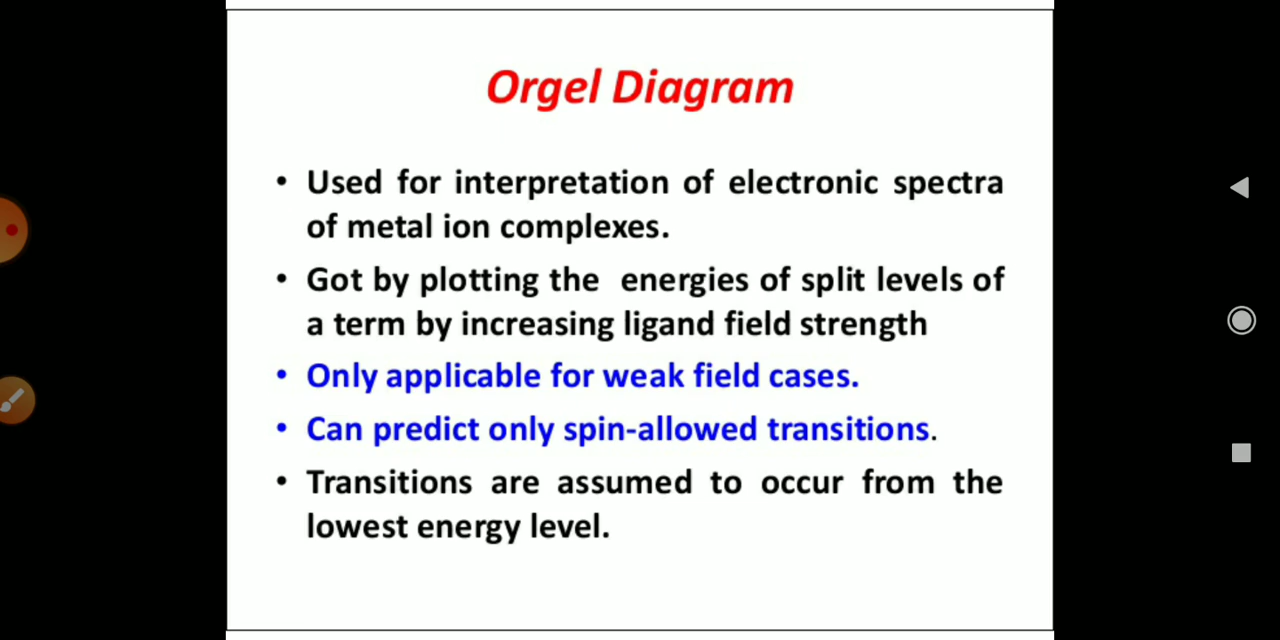 Orgel Diagram
• Used for interpretation of electronic spectra
of metal ion complexes.
• Got by plotting the energies of split levels of
a term by increasing ligand field strength
• Only applicable for weak field cases.
• Can predict only spin-allowed transitions.
• Transitions are assumed to occur from the
lowest energy level.